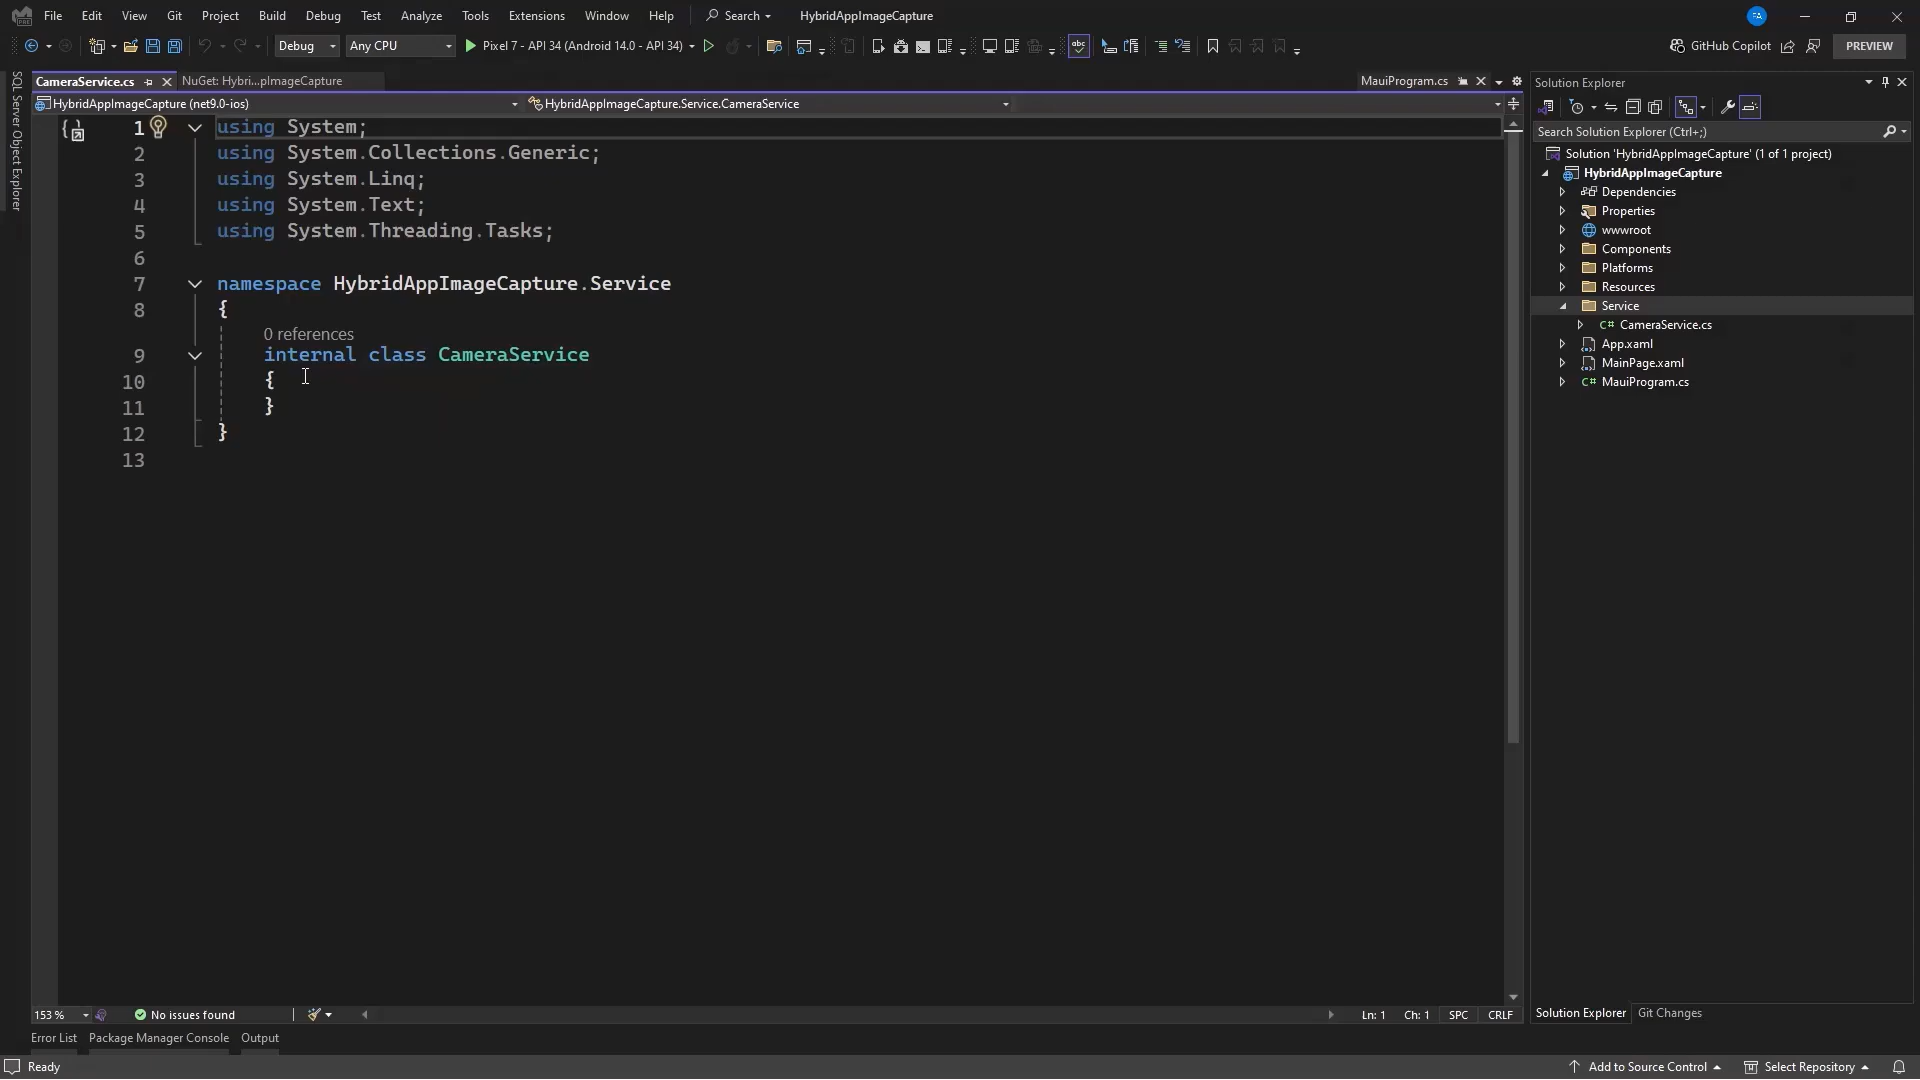 File Edit View Git Project Build Debug Test Analyze Tools Extensions Window Help Search HybridAppImageCapture FA
Debug Any CPU Pixel 7 - API 34 (Android 14.0 - API 34) abc GitHub Copilot PREVIEW
SQL Server Object Explorer
CameraService.cs NuGet: Hybri...pImageCapture MauiProgram.cs
HybridAppImageCapture (net9.0-ios) HybridAppImageCapture.Service.CameraService
1 using System;
2 using System.Collections.Generic;
3 using System.Linq;
4 using System.Text;
5 using System.Threading.Tasks;
6
7 namespace HybridAppImageCapture.Service
8 {
0 references
9 internal class CameraService
10 {
11 }
12 }
13
Solution Explorer
Search Solution Explorer (Ctrl+;)
Solution 'HybridAppImageCapture' (1 of 1 project)
HybridAppImageCapture
Dependencies
Properties
wwwroot
Components
Platforms
Resources
Service
C# CameraService.cs
App.xaml
MainPage.xaml
C# MauiProgram.cs
153 % No issues found Ln: 1 Ch: 1 SPC CRLF
Solution Explorer Git Changes
Error List Package Manager Console Output
Ready Add to Source Control Select Repository